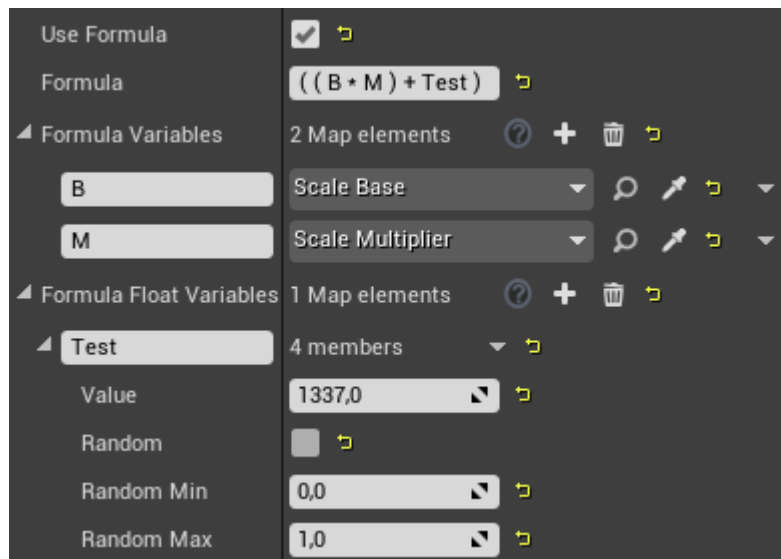 Use Formula
Formula ( ( B * M ) + Test )
Formula Variables 2 Map elements ?
B Scale Base
M Scale Multiplier
Formula Float Variables 1 Map elements ?
Test 4 members
Value 1337,0
Random
Random Min 0,0
Random Max 1,0